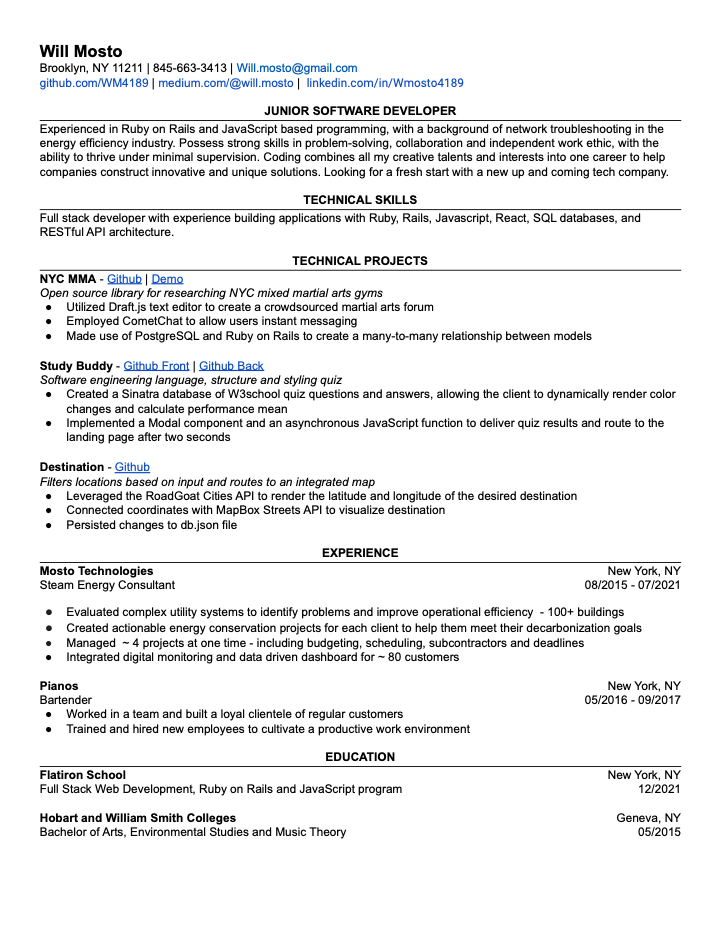 Will Mosto
Brooklyn, NY 11211 | 845-663-3413 | Will.mosto@gmail.com
github.com/WM4189 | medium.com/@will.mosto | linkedin.com/in/Wmosto4189
JUNIOR SOFTWARE DEVELOPER
Experienced in Ruby on Rails and JavaScript based programming, with a background of network troubleshooting in the
energy efficiency industry. Possess strong skills in problem-solving, collaboration and independent work ethic, with the
ability to thrive under minimal supervision. Coding combines all my creative talents and interests into one career to help
companies construct innovative and unique solutions. Looking for a fresh start with a new up and coming tech company.
TECHNICAL SKILLS
Full stack developer with experience building applications with Ruby, Rails, Javascript, React, SQL databases, and
RESTful API architecture.
TECHNICAL PROJECTS
NYC MMA - Github | Demo
Open source library for researching NYC mixed martial arts gyms
● Utilized Draft.js text editor to create a crowdsourced martial arts forum
● Employed CometChat to allow users instant messaging
● Made use of PostgreSQL and Ruby on Rails to create a many-to-many relationship between models
Study Buddy - Github Front | Github Back
Software engineering language, structure and styling quiz
● Created a Sinatra database of W3school quiz questions and answers, allowing the client to dynamically render color
changes and calculate performance mean
● Implemented a Modal component and an asynchronous JavaScript function to deliver quiz results and route to the
landing page after two seconds
Destination - Github
Filters locations based on input and routes to an integrated map
● Leveraged the RoadGoat Cities API to render the latitude and longitude of the desired destination
● Connected coordinates with MapBox Streets API to visualize destination
● Persisted changes to db.json file
EXPERIENCE
Mosto Technologies New York, NY
Steam Energy Consultant 08/2015 - 07/2021
● Evaluated complex utility systems to identify problems and improve operational efficiency - 100+ buildings
● Created actionable energy conservation projects for each client to help them meet their decarbonization goals
● Managed ~ 4 projects at one time - including budgeting, scheduling, subcontractors and deadlines
● Integrated digital monitoring and data driven dashboard for ~ 80 customers
Pianos New York, NY
Bartender 05/2016 - 09/2017
● Worked in a team and built a loyal clientele of regular customers
● Trained and hired new employees to cultivate a productive work environment
EDUCATION
Flatiron School New York, NY
Full Stack Web Development, Ruby on Rails and JavaScript program 12/2021
Hobart and William Smith Colleges Geneva, NY
Bachelor of Arts, Environmental Studies and Music Theory 05/2015